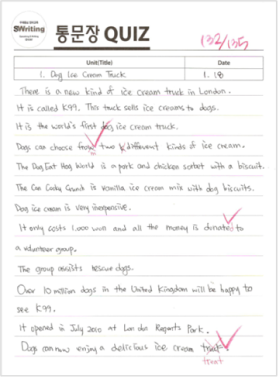 SWriting
통문장 QUIZ
132/135
Unit(Title) Date
1. Dog Ice Cream Truck 1. 18
There is a new kind of ice cream truck in London.
It is called K99. This truck sells ice creams to dogs.
It is the world's first dog ice cream truck.
Dogs can choose from two different kinds of ice cream.
The Dog Eat Hog World is a pork and chicken sorbet with a biscuit.
The Can Cody Grunt is vanilla ice cream mix with dog biscuits.
Dog ice cream is very inexpensive.
It only costs 1,000 won and all the money is donated to
a volunteer group.
The group assists rescue dogs.
Over 10 million dogs in the United Kingdom will be happy to
see K99.
It opened in July 2010 at London Regents Park.
Dogs can now enjoy a delicious ice cream
treat